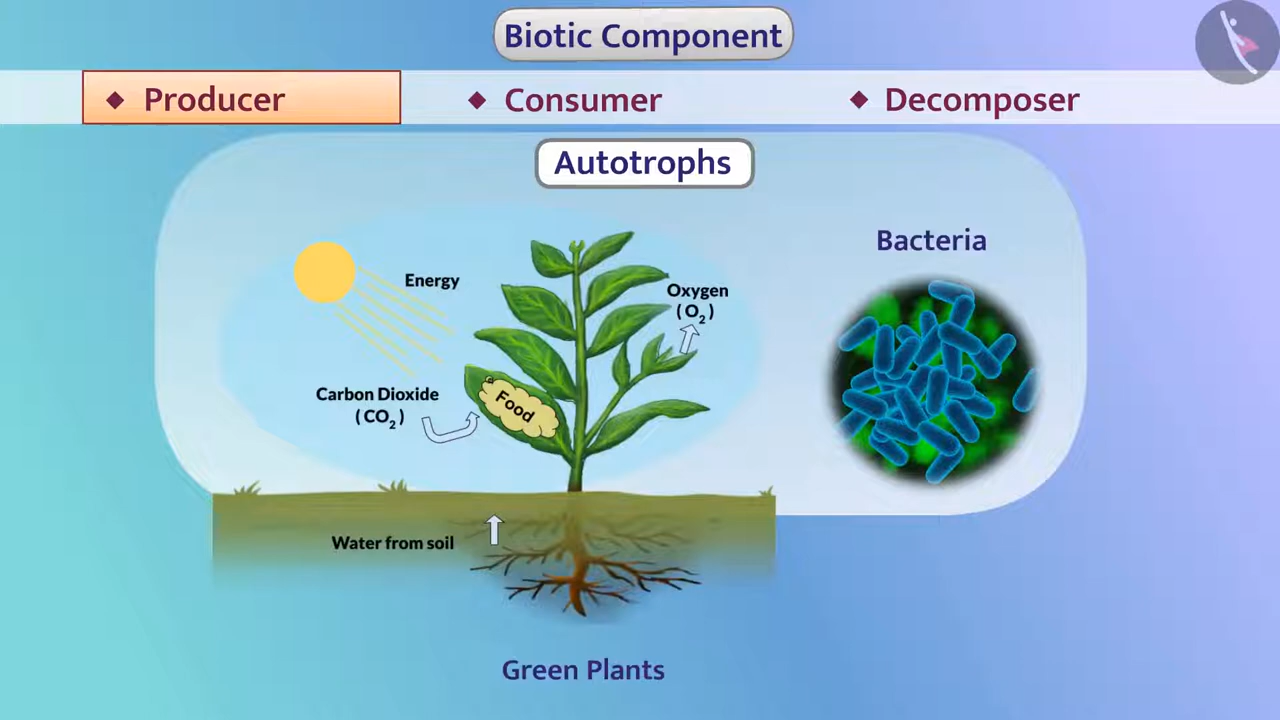 Biotic Component
◆ Producer
◆ Consumer
◆ Decomposer
Autotrophs
Bacteria
Energy
Oxygen
(O₂)
Carbon Dioxide
(CO₂)
Food
Water from soil
Green Plants